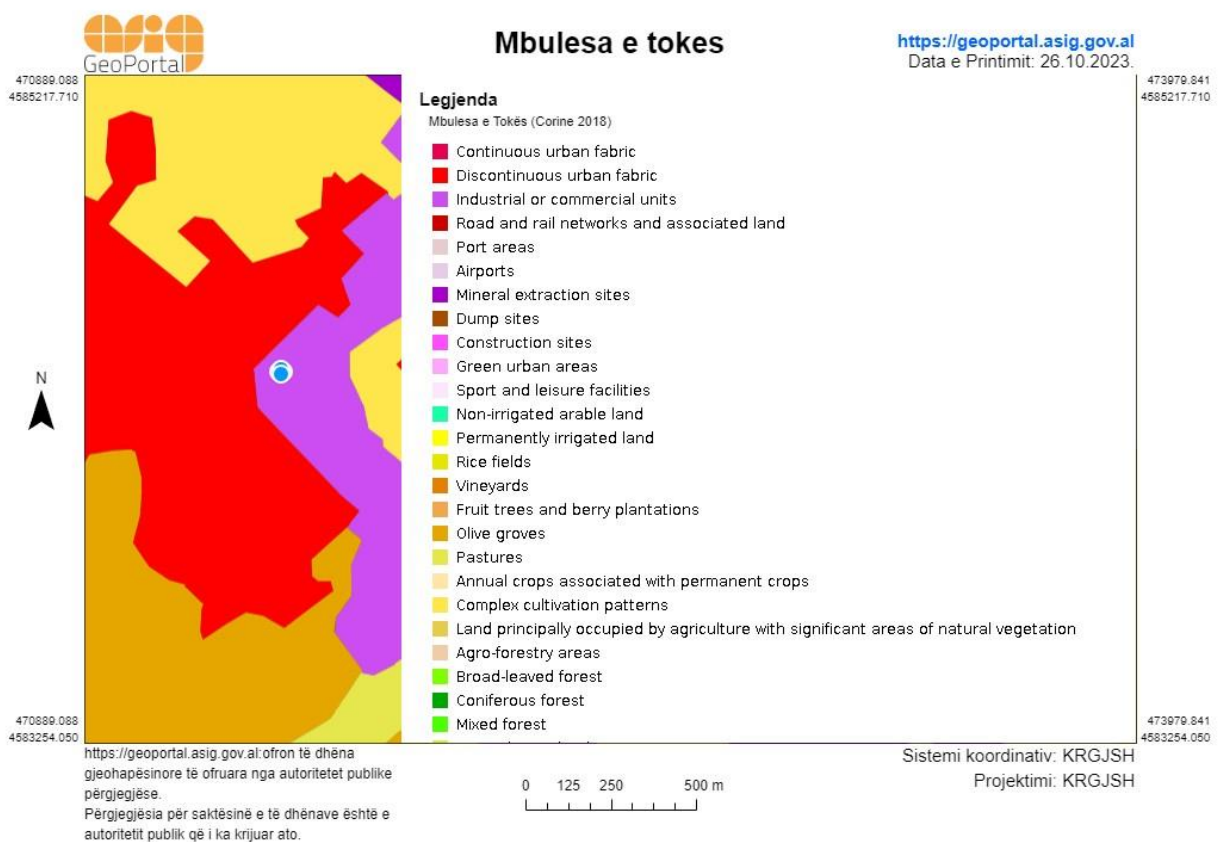 asig
GeoPortal
Mbulesa e tokes
https://geoportal.asig.gov.al
Data e Printimit: 26.10.2023.
470889.088
4585217.710
473979.841
4585217.710
Legjenda
Mbulesa e Tokës (Corine 2018)
Continuous urban fabric
Discontinuous urban fabric
Industrial or commercial units
Road and rail networks and associated land
Port areas
Airports
Mineral extraction sites
Dump sites
Construction sites
Green urban areas
Sport and leisure facilities
Non-irrigated arable land
Permanently irrigated land
Rice fields
Vineyards
Fruit trees and berry plantations
Olive groves
Pastures
Annual crops associated with permanent crops
Complex cultivation patterns
Land principally occupied by agriculture with significant areas of natural vegetation
Agro-forestry areas
Broad-leaved forest
Coniferous forest
Mixed forest
N
470889.088
4583254.050
473979.841
4583254.050
https://geoportal.asig.gov.al:ofron të dhëna
gjeohapësinore të ofruara nga autoritetet publike
përgjegjëse.
Përgjegjësia për saktësinë e të dhënave është e
autoritetit publik që i ka krijuar ato.
0 125 250 500 m
Sistemi koordinativ: KRGJSH
Projektimi: KRGJSH